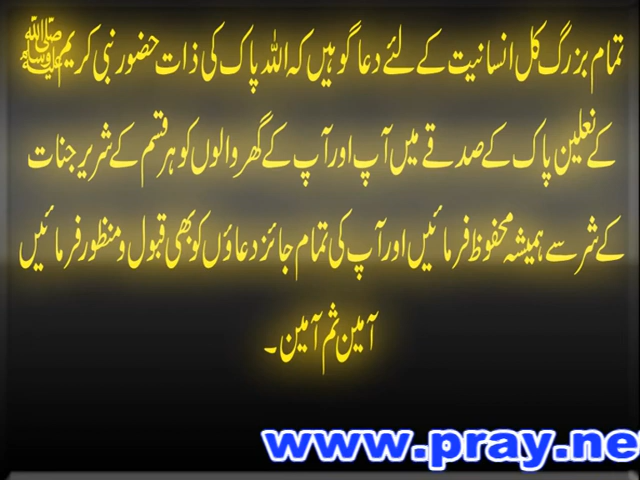 تمام بزرگ کل انسانیت کے لئے دعا گو ہیں کہ اللہ پاک کی ذات حضور نبی کریم ﷺ
کے نعلین پاک کے صدقے میں آپ اور آپ کے گھر والوں کو ہر قسم کے شریر جنات
کے شر سے ہمیشہ محفوظ فرمائیں اور آپ کی تمام جائز دعاؤں کو بھی قبول و منظور فرمائیں
آمین ثم آمین۔
www.pray.ne